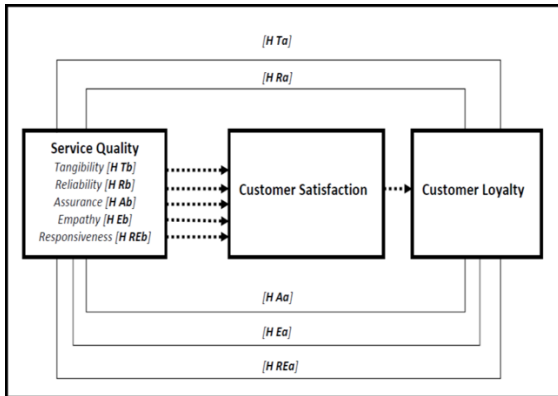 [H Ta]
[H Ra]
Service Quality
Tangibility [H Tb]
Reliability [H Rb]
Assurance [H Ab]
Empathy [H Eb]
Responsiveness [H REb]
Customer Satisfaction
Customer Loyalty
[H Aa]
[H Ea]
[H REa]